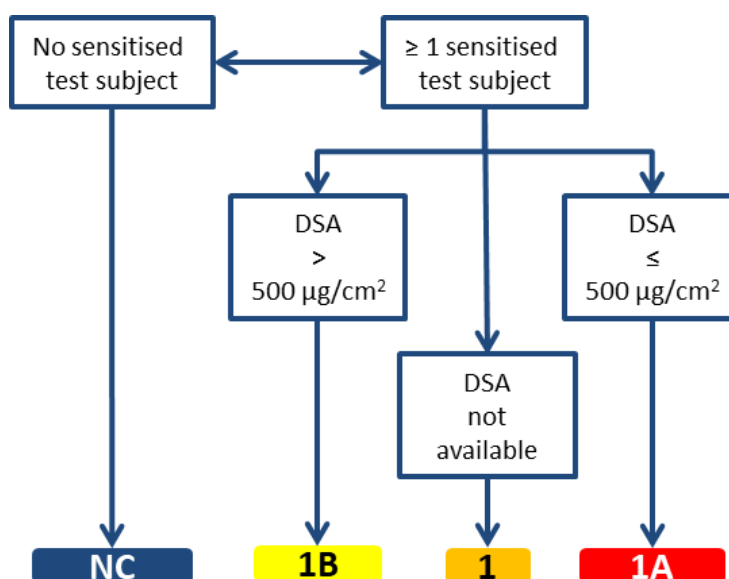 No sensitised
test subject
≥ 1 sensitised
test subject
DSA
>
500 µg/cm²
DSA
not
available
DSA
≤
500 µg/cm²
NC
1B
1
1A